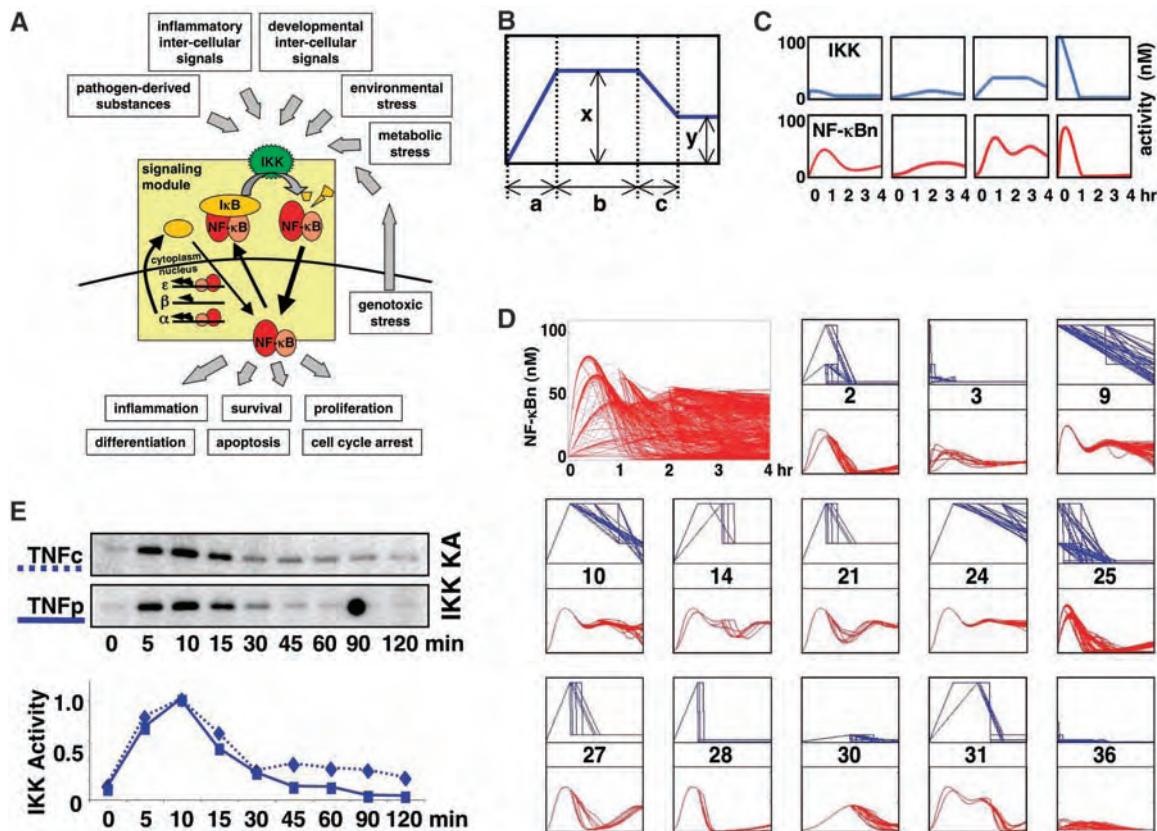 A
inflammatory
inter-cellular
signals
developmental
inter-cellular
signals
pathogen-derived
substances
environmental
stress
metabolic
stress
signaling
module
IKK
IκB
NF-κB
NF-κB
cytoplasm
nucleus
ε
β
α
NF-κB
genotoxic
stress
inflammation
survival
proliferation
differentiation
apoptosis
cell cycle arrest
B
x
y
a
b
c
C
100
IKK
0
100
NF-κBn
0
0 1 2 3 4
0 1 2 3 4
0 1 2 3 4
0 1 2 3 4 hr
activity (nM)
D
100
50
0
NF-κBn (nM)
0 1 2 3 4 hr
2
3
9
10
14
21
24
25
27
28
30
31
36
E
TNFc
TNFp
IKK KA
0 5 10 15 30 45 60 90 120 min
IKK Activity
1.0
0.5
0
0 5 10 15 30 45 60 90 120 min